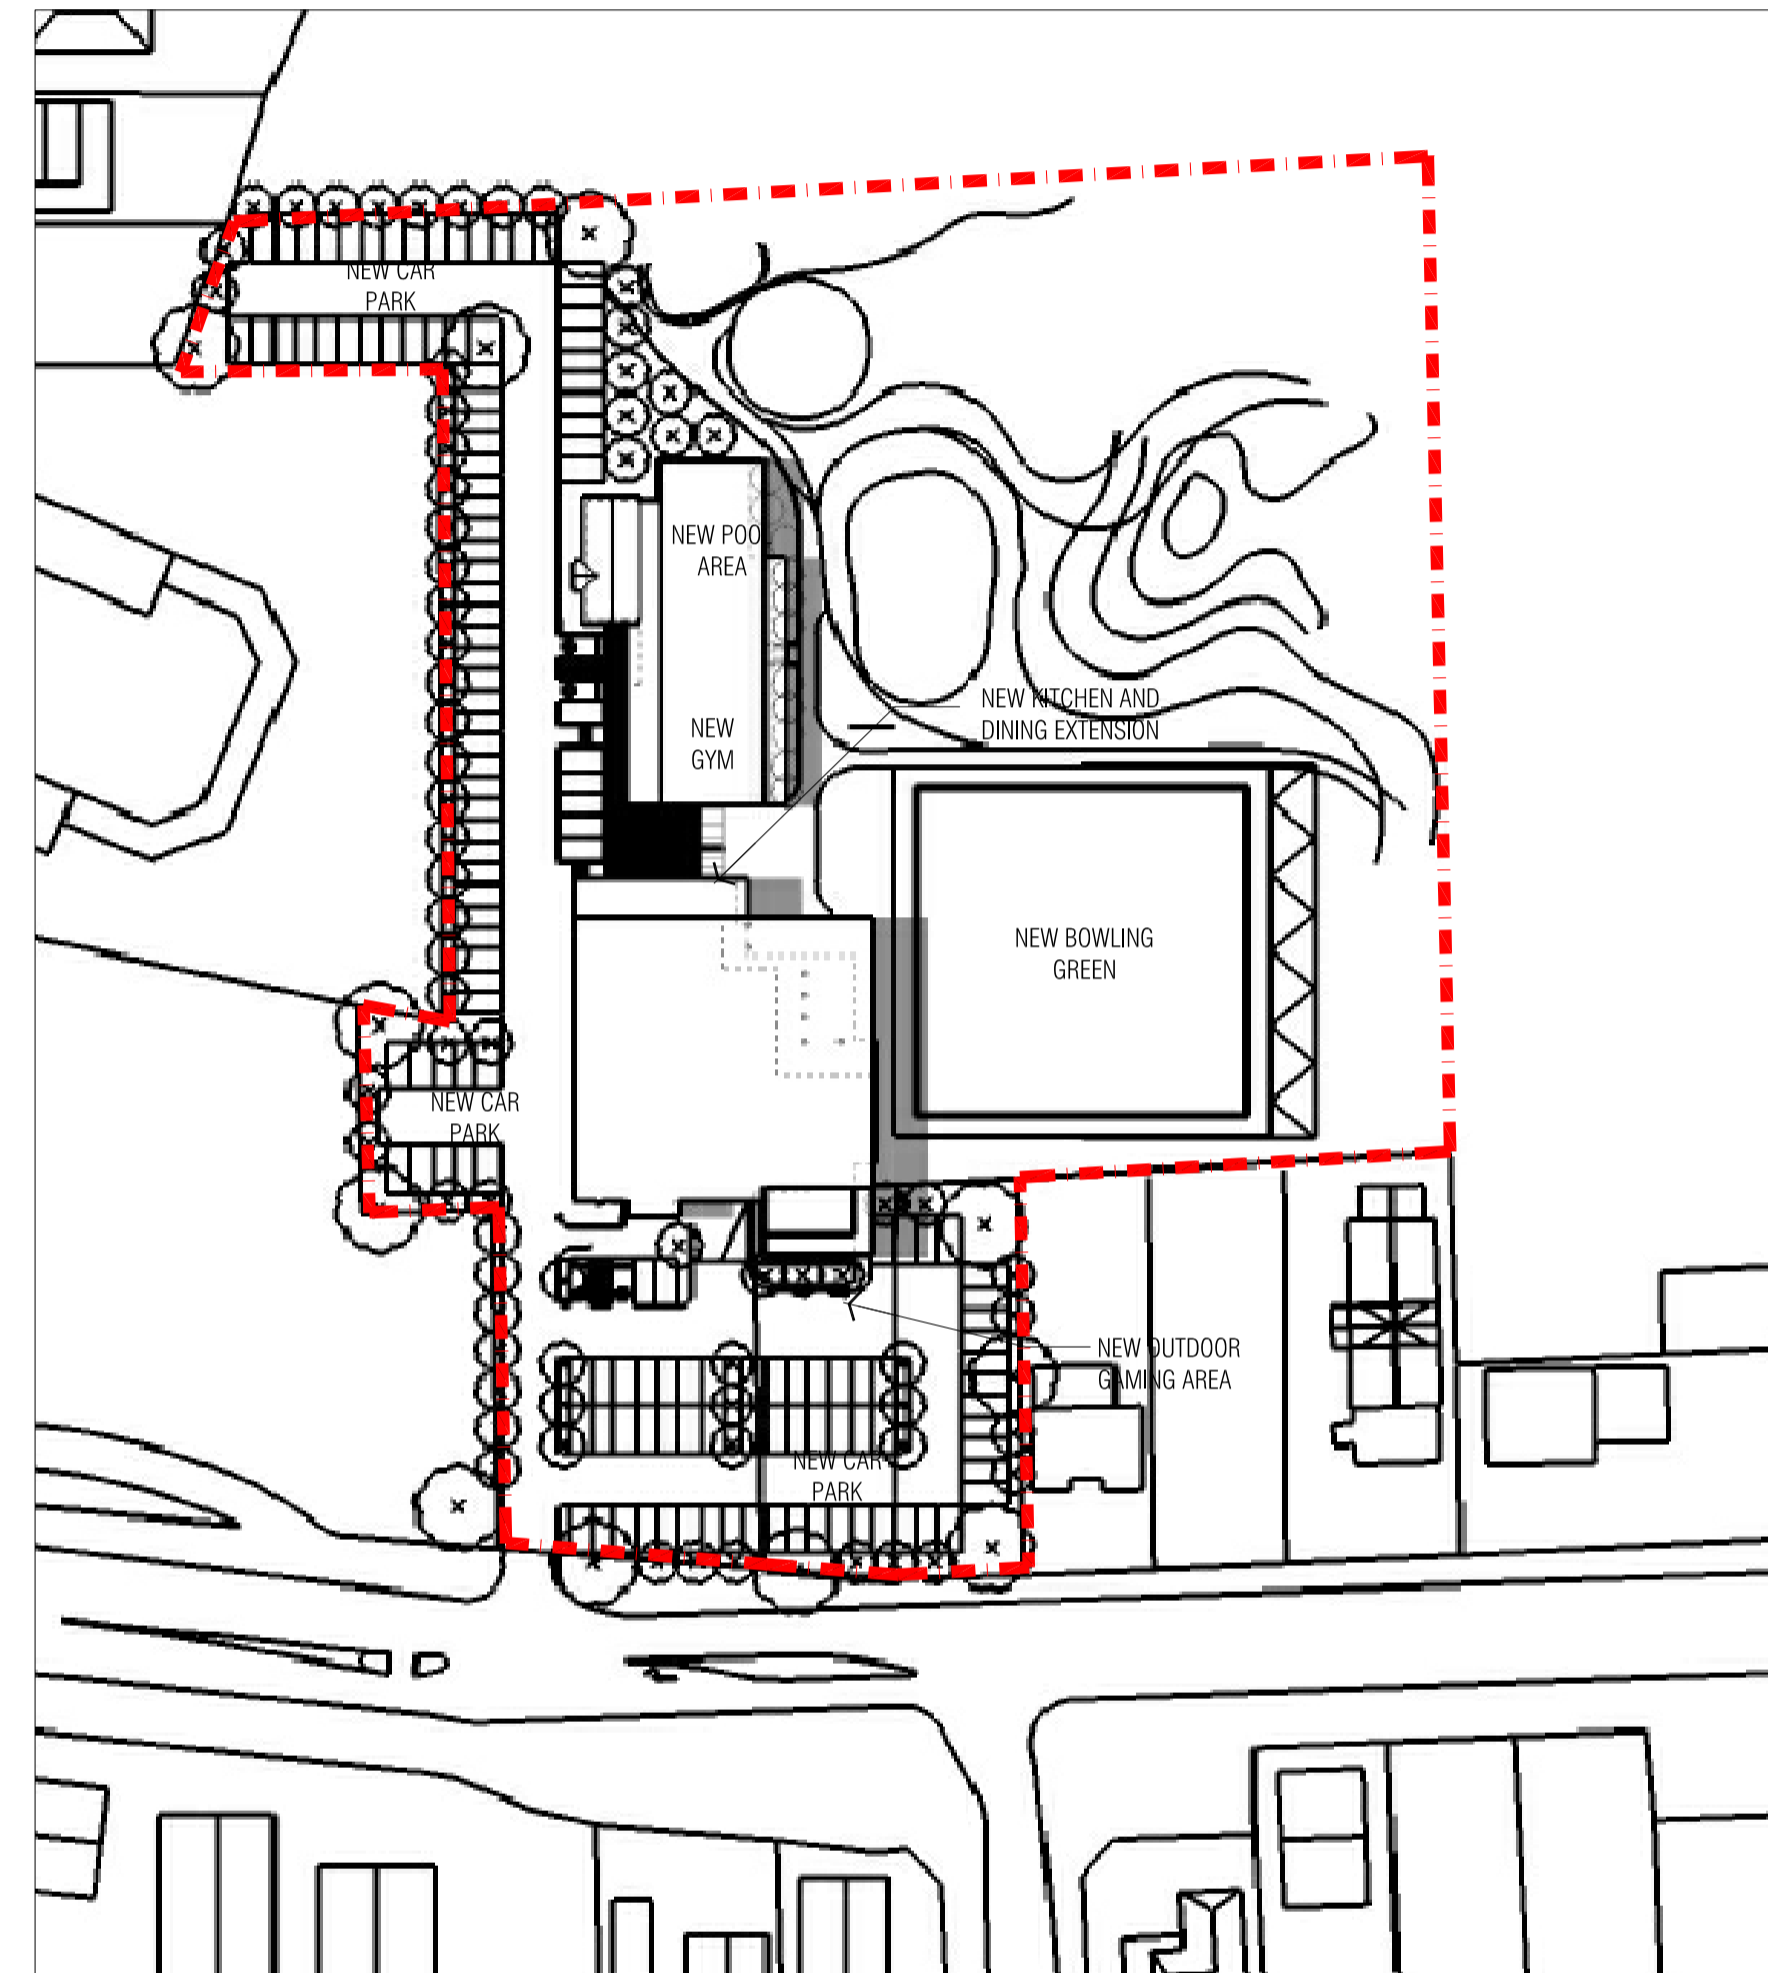 NEW CAR
PARK
NEW POO
AREA
NEW KITCHEN AND
DINING EXTENSION
NEW
GYM
NEW BOWLING
GREEN
NEW CAR
PARK
NEW OUTDOOR
GAMING AREA
NEW CAR
PARK